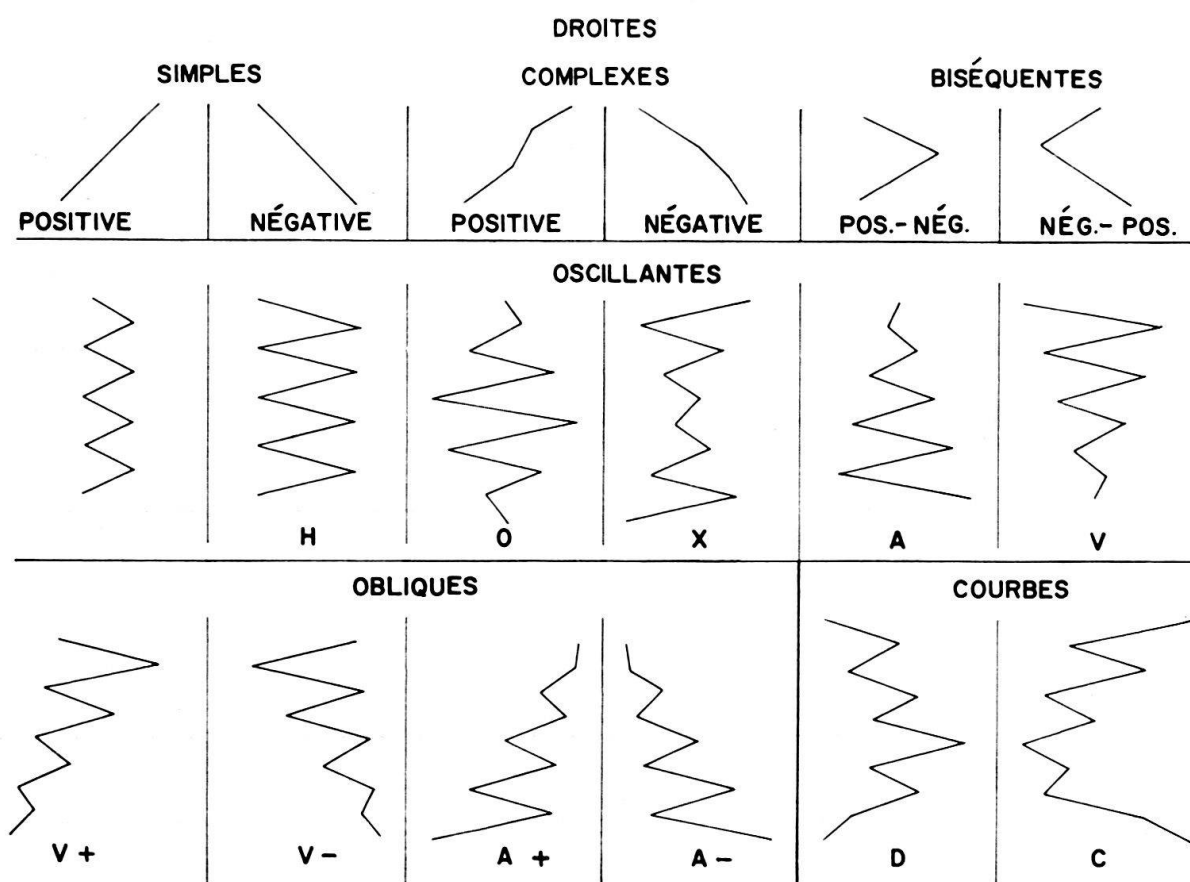 DROITES
SIMPLES COMPLEXES BISÉQUENTES
POSITIVE NÉGATIVE POSITIVE NÉGATIVE POS.-NÉG. NÉG.-POS.
OSCILLANTES
H O X A V
OBLIQUES COURBES
V+ V- A+ A- D C